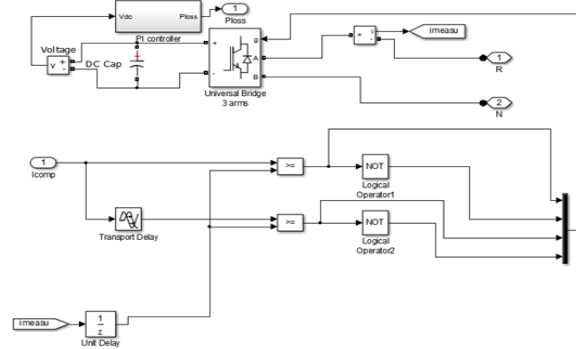 Vdc
Ploss
1
Ploss
PI controller
Voltage
v
+
-
DC Cap
+
+
-
g
A
B
Universal Bridge
3 arms
+
-
i
imeasu
1
R
2
N
1
Icomp
>=
NOT
Logical
Operator1
Transport Delay
>=
NOT
Logical
Operator2
imeasu
1
z
Unit Delay